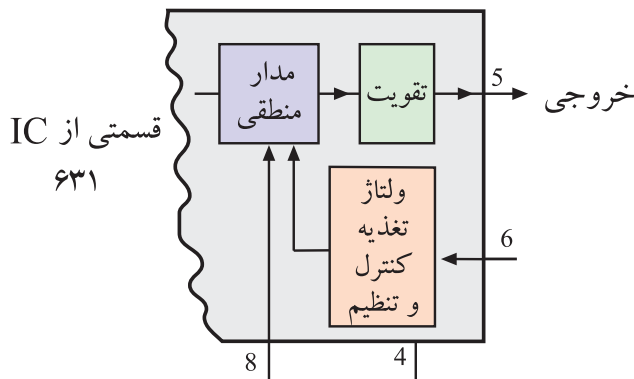 مدار
منطقی
تقویت
5
خروجی
قسمتی از IC
۶۳۱
ولتاژ
تغذیه
کنترل
و تنظیم
6
8
4